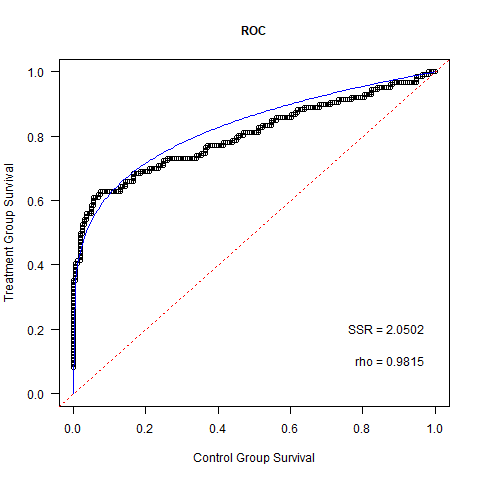 ROC
Treatment Group Survival
1.0
0.8
0.6
0.4
0.2
0.0
SSR = 2.0502
rho = 0.9815
0.0 0.2 0.4 0.6 0.8 1.0
Control Group Survival